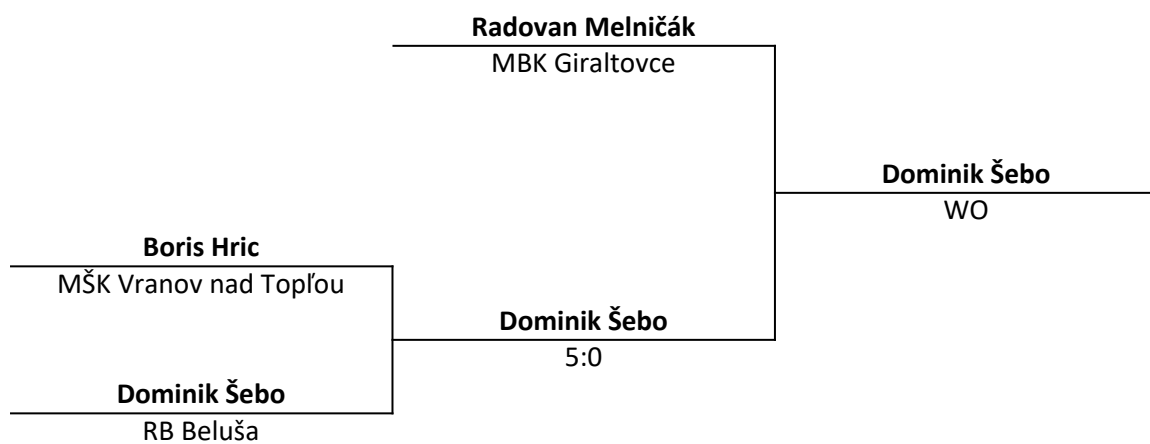 Radovan Melničák
MBK Giraltovce
Dominik Šebo
WO
Boris Hric
MŠK Vranov nad Topľou
Dominik Šebo
5:0
Dominik Šebo
RB Beluša